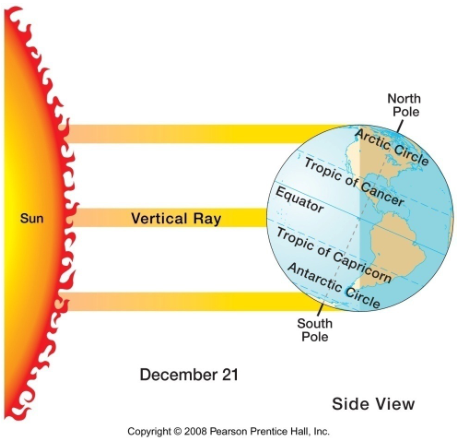 North
Pole
Arctic Circle
Tropic of Cancer
Equator
Sun
Vertical Ray
Tropic of Capricorn
Antarctic Circle
South
Pole
December 21
Side View
Copyright © 2008 Pearson Prentice Hall, Inc.